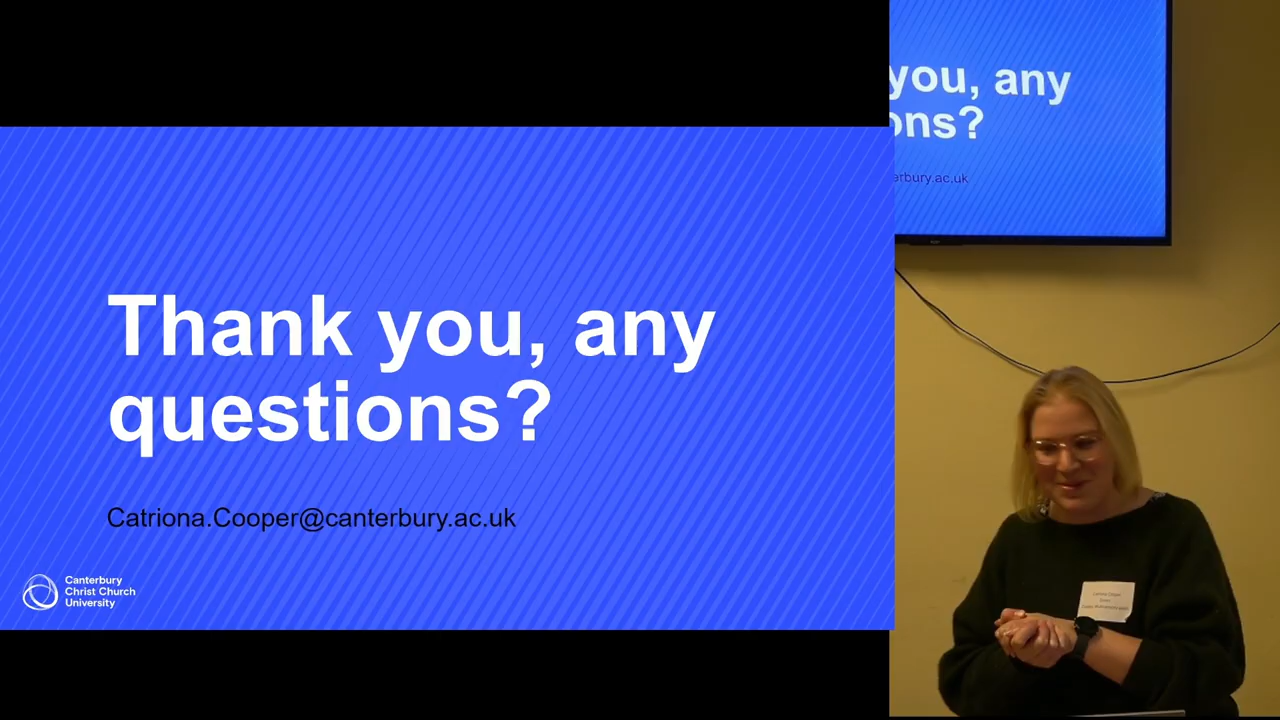 Thank you, any
questions?
Catriona.Cooper@canterbury.ac.uk
Canterbury
Christ Church
University
you, any
ons?
erbury.ac.uk